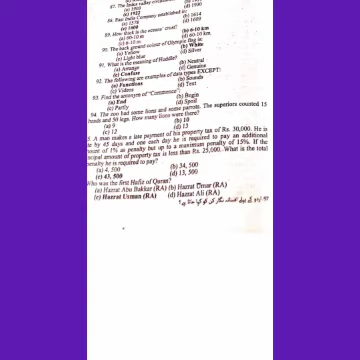 87. The Indus valley
(c) 1922 (d) 1990
88. East India Company established in:
(a) 1576 (b) 1614
(c) 1600 (d) 1689
89. How thick is the oceans' crust?
(a) 00-10 m (b) 6-10 km
(c) 6-10 m (d) 60-10 km
90. The back ground colour of Olympic flag is:
(a) Yellow (b) White
(c) Light blue (d) Silver
91. What is the meaning of Huddle?
(a) Arrange (b) Neutral
(c) Confuse (d) Genuine
92. The following are examples of data types EXCEPT:
(a) Functions (b) Sounds
(c) Videos (d) Text
93. Find the antonym of "Commence":
(a) End (b) Begin
(c) Partly (d) Spoil
94. The zoo had some lions and some parrots. The superiors counted 15
heads and 50 legs. How many lions were there?
(a) 9 (b) 10
(c) 12 (d) 13
5. A man makes a late payment of his property tax of Rs. 30,000. He is
late by 45 days and one each day he is required to pay an additional
amount of 1% as penalty but up to a maximum penalty of 15%. If the
principal amount of property tax is less than Rs. 25,000. What is the total
penalty he is required to pay?
(a) 4, 500 (b) 34, 500
(c) 43, 500 (d) 13, 500
Who was the first Hafiz of Quran?
(a) Hazrat Abu Bakkar (RA) (b) Hazrat Umar (RA)
(c) Hazrat Usman (RA) (d) Hazrat Ali (RA)